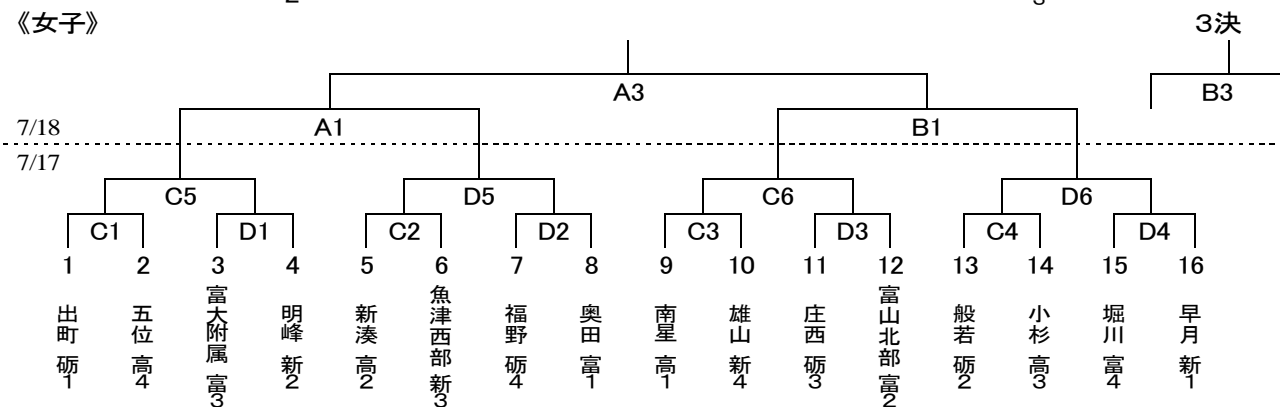 《女子》
3決
A3
B3
7/18
A1
B1
7/17
C5
D5
C6
D6
C1
D1
C2
D2
C3
D3
C4
D4
1
2
3
4
5
6
7
8
9
10
11
12
13
14
15
16
出町 砺1
五位 高4
富大附属 富3
明峰 新2
新湊 高2
魚津西部 新3
福野 砺4
奥田 富1
南星 高1
雄山 新4
庄西 砺3
富山北部 富2
般若 砺2
小杉 高3
堀川 富4
早月 新1